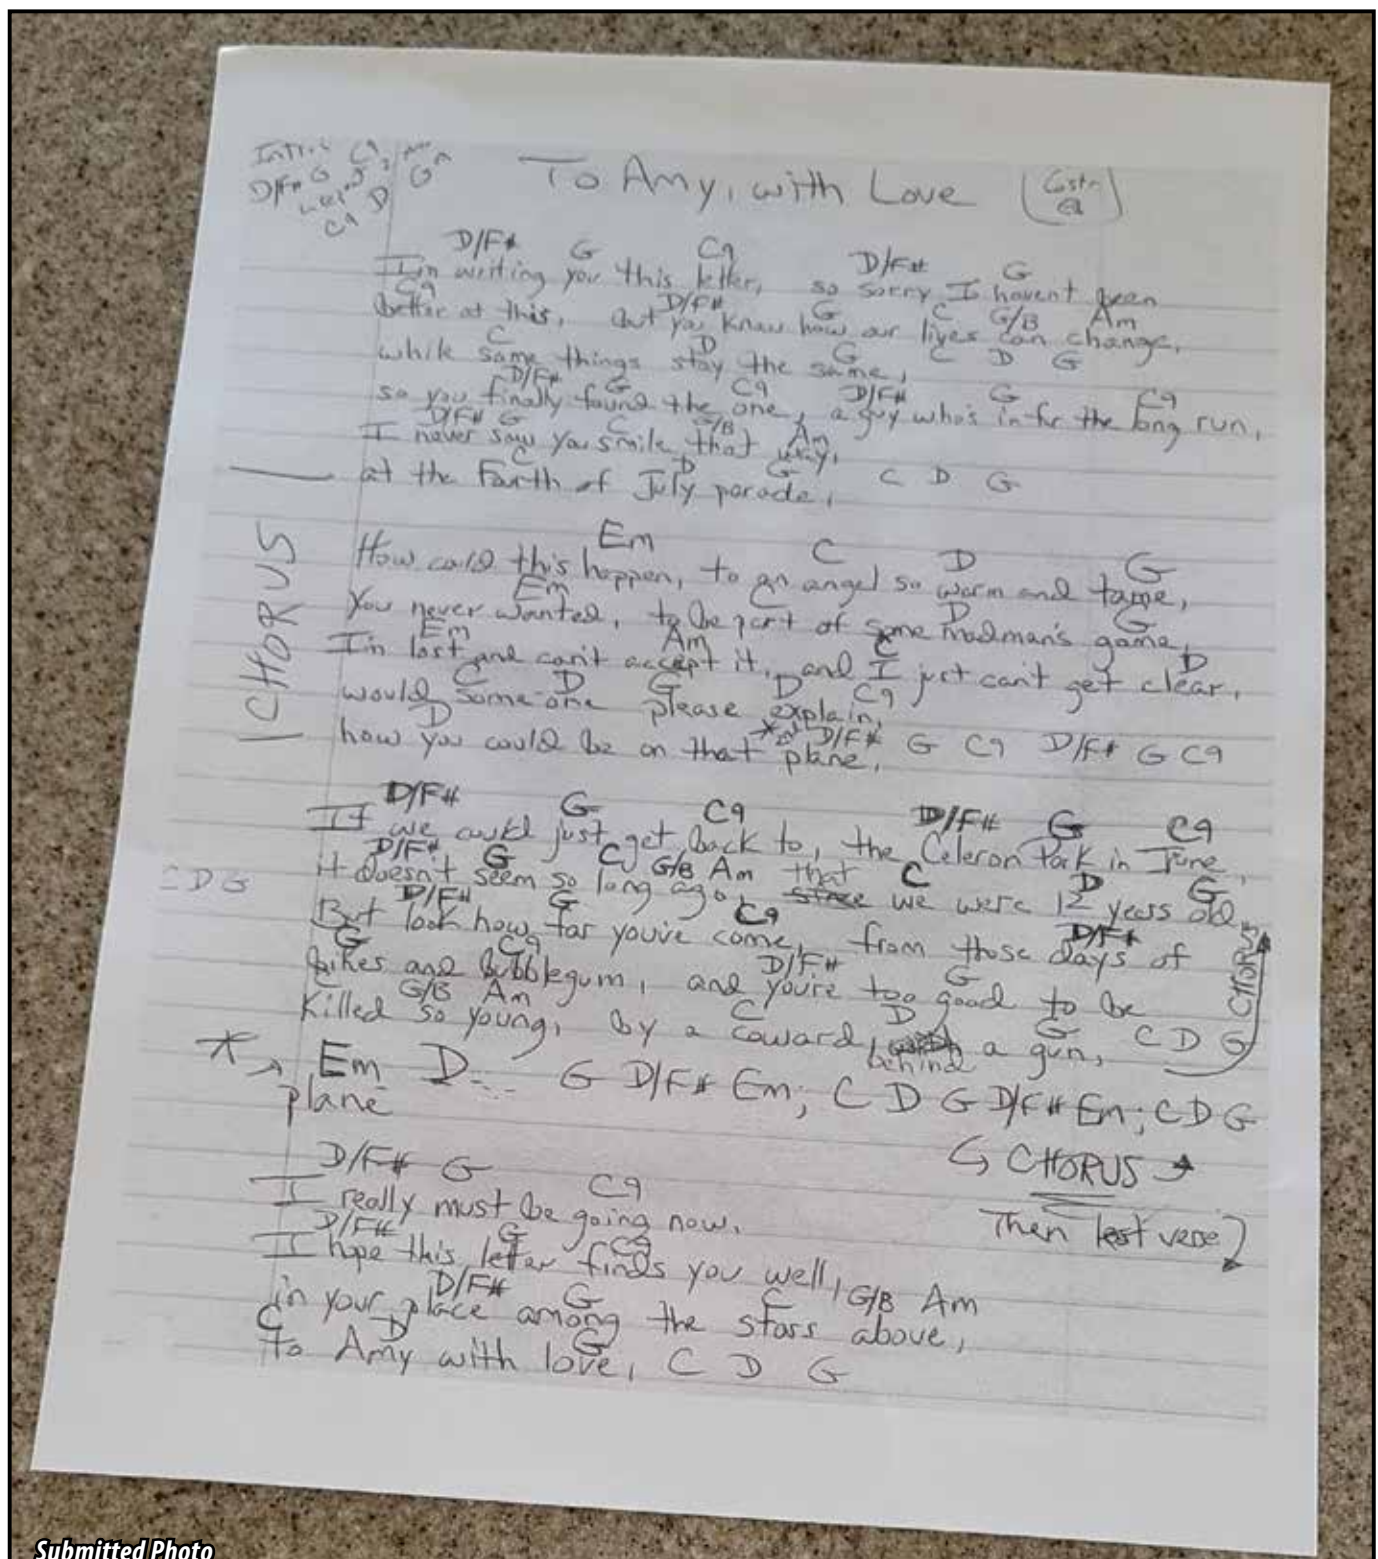 Intro: C9
D/F# G
C9 D G
To Amy, with Love
D/F# G C9 D/F# G
I'm writing you this letter, so sorry I havent been
C9 D/F# G C G/B Am
better at this, but you know how our lives can change,
C D G C D G
while some things stay the same,
D/F# G C9 D/F# G C9
so you finally found the one, a guy who's in for the long run,
D/F# G C G/B Am
I never saw you smile that way,
C D G C D G
at the Fourth of July parade,
CHORUS
Em C D G
How could this happen, to an angel so warm and tame,
Em C D G
You never wanted, to be part of some madman's game,
Em Am C D
I'm lost and can't accept it, and I just can't get clear,
C D G D C9
would some-one please explain,
D * D/F# G C9 D/F# G C9
how you could be on that plane,
D/F# G C9 D/F# G C9
If we could just get back to, the Celeron Park in June,
D/F# G C G/B Am that C D G
it doesn't seem so long ago, since we were 12 years old,
CDG
D/F# G C9 D/F#
But look how far you've come, from those days of
G C9 D/F# G
bikes and bubblegum, and you're too good to be
C G/B Am C D G C D G
Killed so young, by a coward, behind a gun,
CHORUS
* Em D... G D/F# Em; C D G D/F# Em; C D G
plane
CHORUS
Then last verse
D/F# G C9
I really must be going now,
D/F# G C9
I hope this letter finds you well,
D/F# G C G/B Am
in your place among the stars above,
C D G
To Amy with love, C D G
Submitted Photo